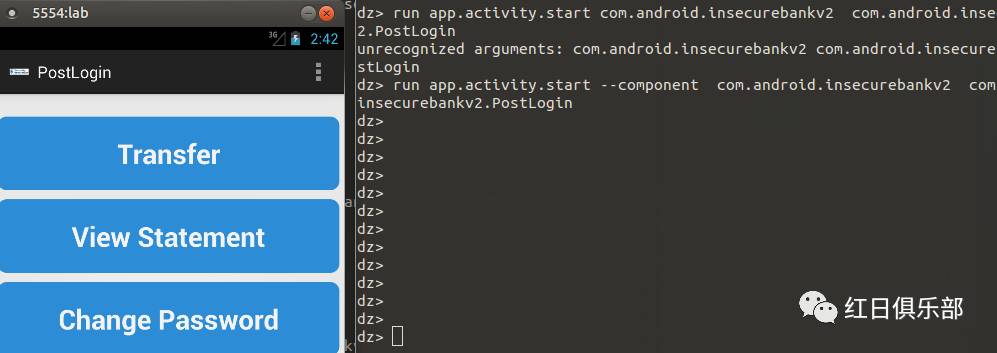 5554:lab
3G
2:42
PostLogin
Transfer
View Statement
Change Password
dz> run app.activity.start com.android.insecurebankv2  com.android.inse
2.PostLogin
unrecognized arguments: com.android.insecurebankv2 com.android.insecure
stLogin
dz> run app.activity.start --component  com.android.insecurebankv2  com
insecurebankv2.PostLogin
dz>
dz>
dz>
dz>
dz>
dz>
dz>
dz>
dz>
dz>
dz>
dz>
dz>
红日俱乐部